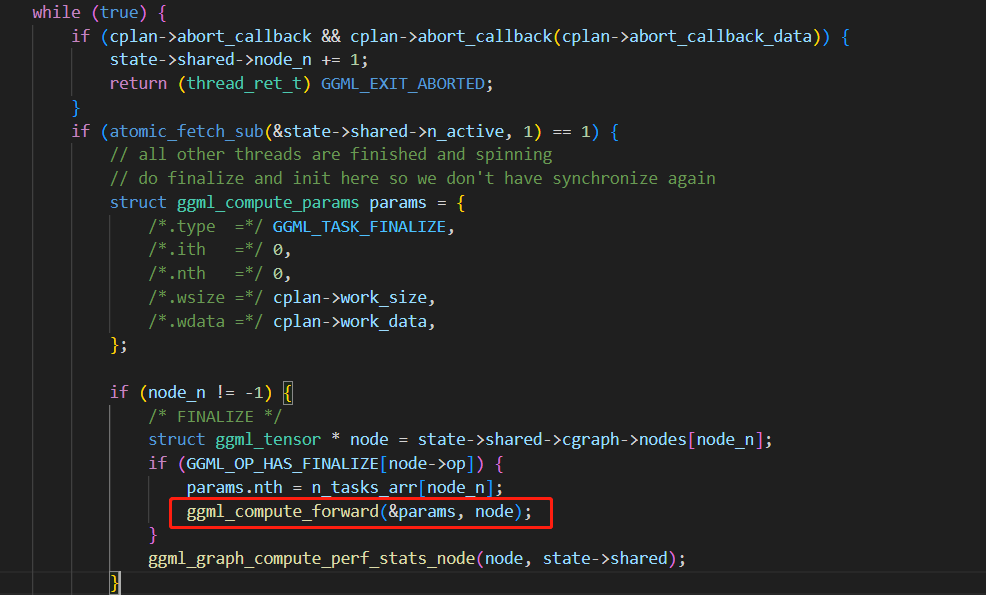 while (true) {
if (cplan->abort_callback && cplan->abort_callback(cplan->abort_callback_data)) {
state->shared->node_n += 1;
return (thread_ret_t) GGML_EXIT_ABORTED;
}
if (atomic_fetch_sub(&state->shared->n_active, 1) == 1) {
// all other threads are finished and spinning
// do finalize and init here so we don't have synchronize again
struct ggml_compute_params params = {
/*.type  =*/ GGML_TASK_FINALIZE,
/*.ith   =*/ 0,
/*.nth   =*/ 0,
/*.wsize =*/ cplan->work_size,
/*.wdata =*/ cplan->work_data,
};
if (node_n != -1) {
/* FINALIZE */
struct ggml_tensor * node = state->shared->cgraph->nodes[node_n];
if (GGML_OP_HAS_FINALIZE[node->op]) {
params.nth = n_tasks_arr[node_n];
ggml_compute_forward(&params, node);
}
ggml_graph_compute_perf_stats_node(node, state->shared);
}